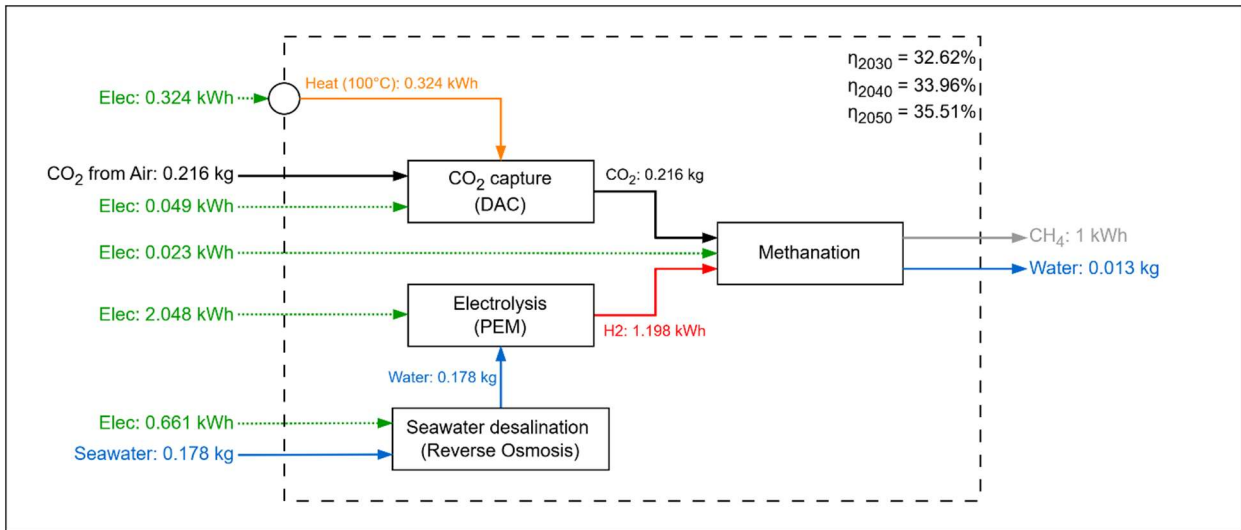 η2030 = 32.62%
η2040 = 33.96%
η2050 = 35.51%
Heat (100°C): 0.324 kWh
Elec: 0.324 kWh
CO2 from Air: 0.216 kg
Elec: 0.049 kWh
CO2 capture
(DAC)
CO2: 0.216 kg
Elec: 0.023 kWh
Methanation
CH4: 1 kWh
Water: 0.013 kg
Elec: 2.048 kWh
Electrolysis
(PEM)
H2: 1.198 kWh
Water: 0.178 kg
Elec: 0.661 kWh
Seawater: 0.178 kg
Seawater desalination
(Reverse Osmosis)